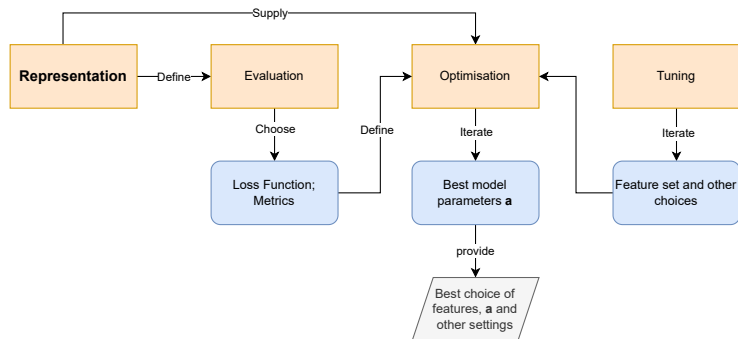 Supply
Representation
Define
Evaluation
Optimisation
Tuning
Choose
Define
Iterate
Iterate
Loss Function;
Metrics
Best model
parameters a
Feature set and other
choices
provide
Best choice of
features, a and
other settings